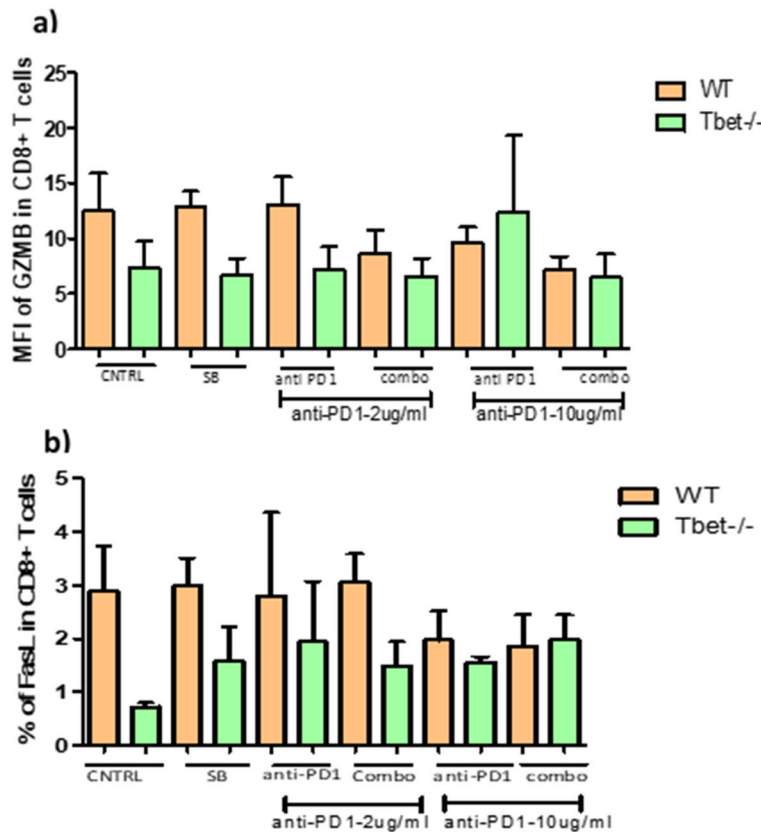 a)
MFI of GZMB in CD8+ T cells
25
20
15
10
5
0
WT
Tbet-/-
CNTRL
SB
anti PD1
combo
anti PD1
combo
anti-PD1-2ug/ml
anti-PD1-10ug/ml
b)
% of FasL in CD8+ T cells
5
4
3
2
1
0
WT
Tbet-/-
CNTRL
SB
anti-PD1
Combo
anti-PD1
combo
anti-PD1-2ug/ml
anti-PD1-10ug/ml